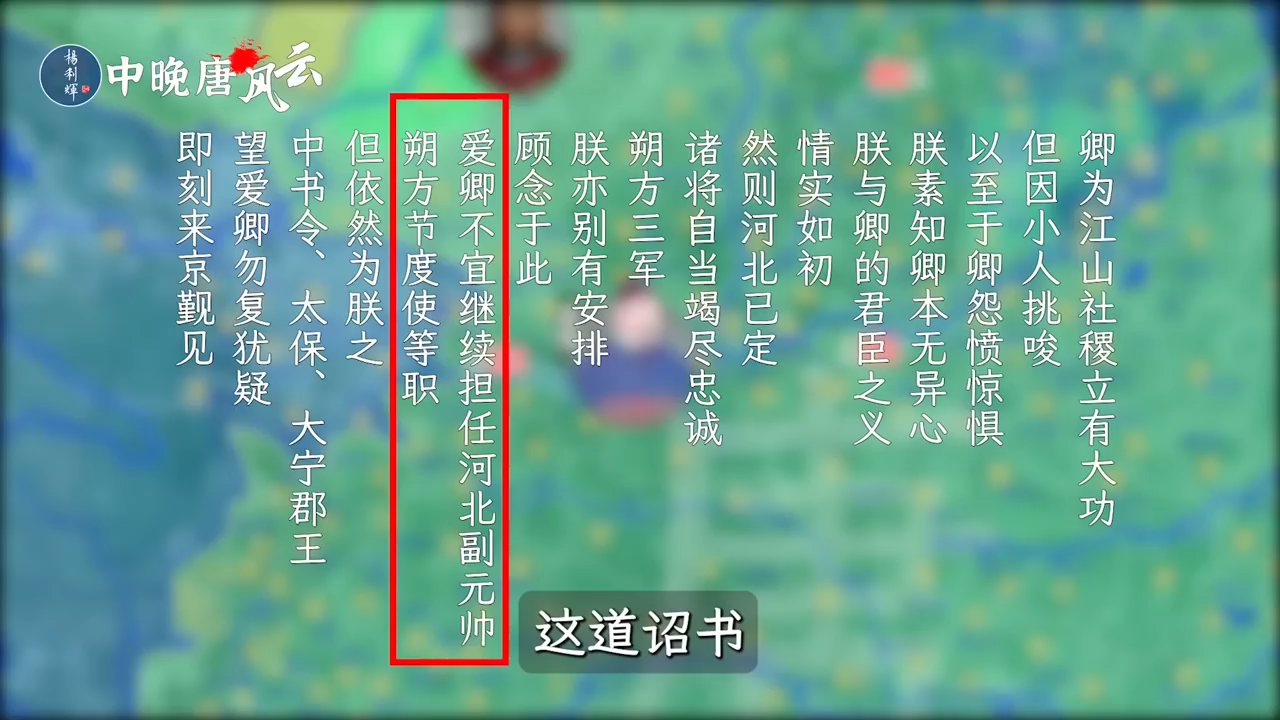 楊利輝
中晚唐风云
卿为江山社稷立有大功
但因小人挑唆
以至于卿怨愤惊惧
朕素知卿本无异心
朕与卿的君臣之义
情实如初
然则河北已定
诸将自当竭尽忠诚
朔方三军
朕亦别有安排
顾念于此
爱卿不宜继续担任河北副元帅
朔方节度使等职
但依然为朕之
中书令、太保、大宁郡王
望爱卿勿复犹疑
即刻来京觐见
这道诏书